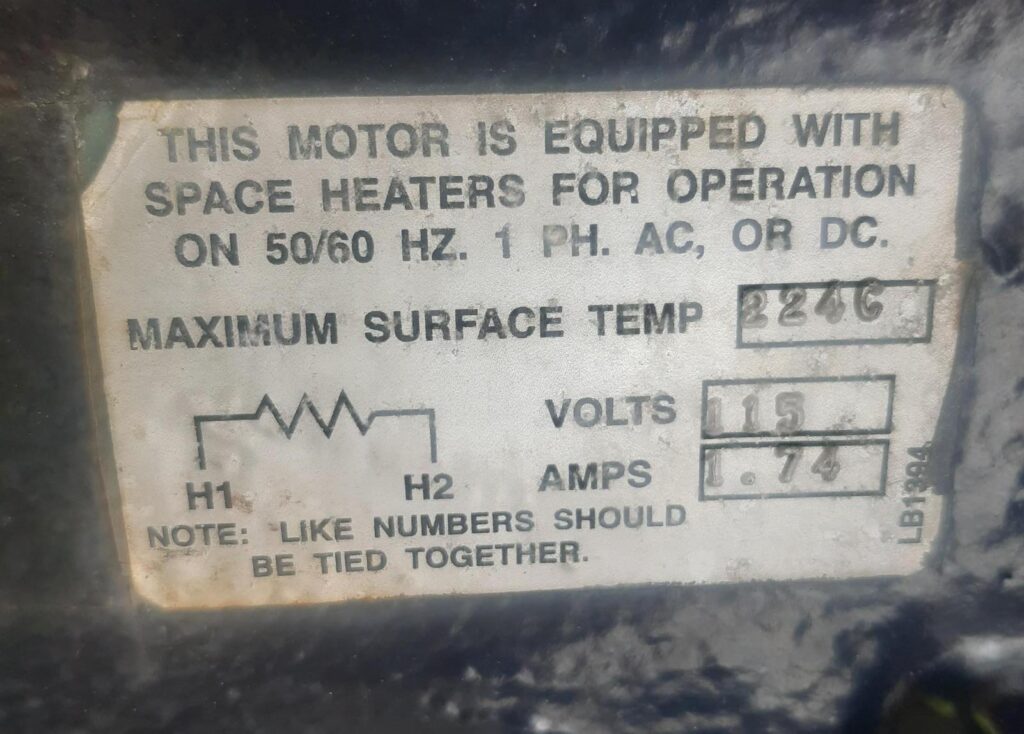 THIS MOTOR IS EQUIPPED WITH
SPACE HEATERS FOR OPERATION
ON 50/60 HZ. 1 PH. AC, OR DC.
MAXIMUM SURFACE TEMP 224C
VOLTS 115
AMPS 1.74
H1 H2
NOTE: LIKE NUMBERS SHOULD
BE TIED TOGETHER.
LB1394